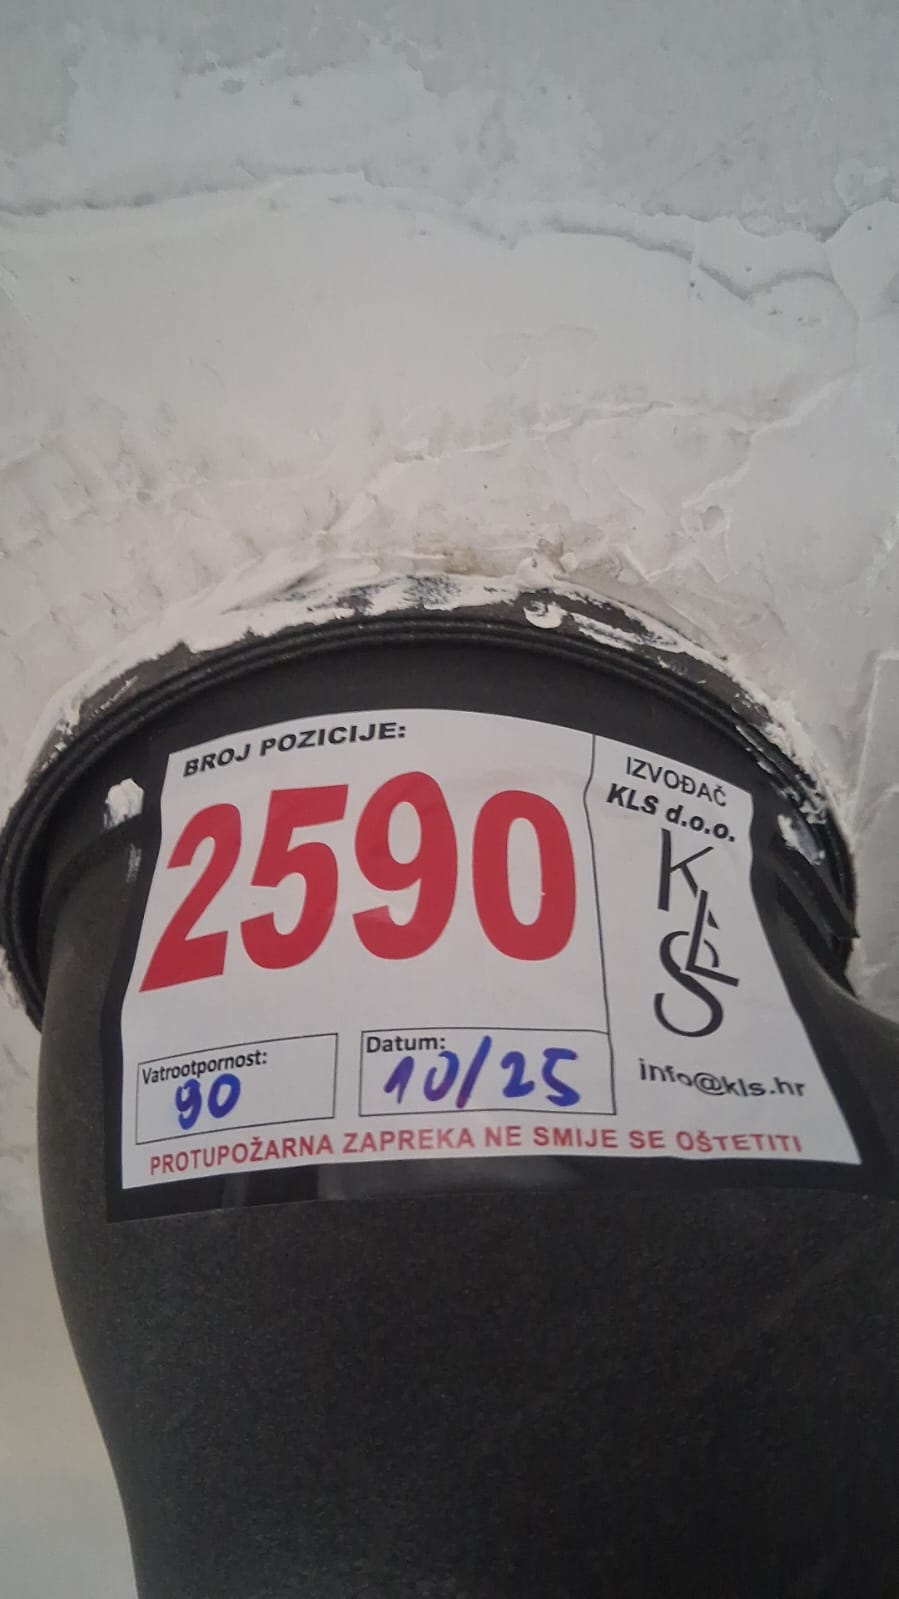 BROJ POZICIJE:
2590
Vatrootpornost:
90
Datum:
10/25
IZVOĐAČ
KLS d.o.o.
KLS
info@kls.hr
PROTUPOŽARNA ZAPREKA NE SMIJE SE OŠTETITI